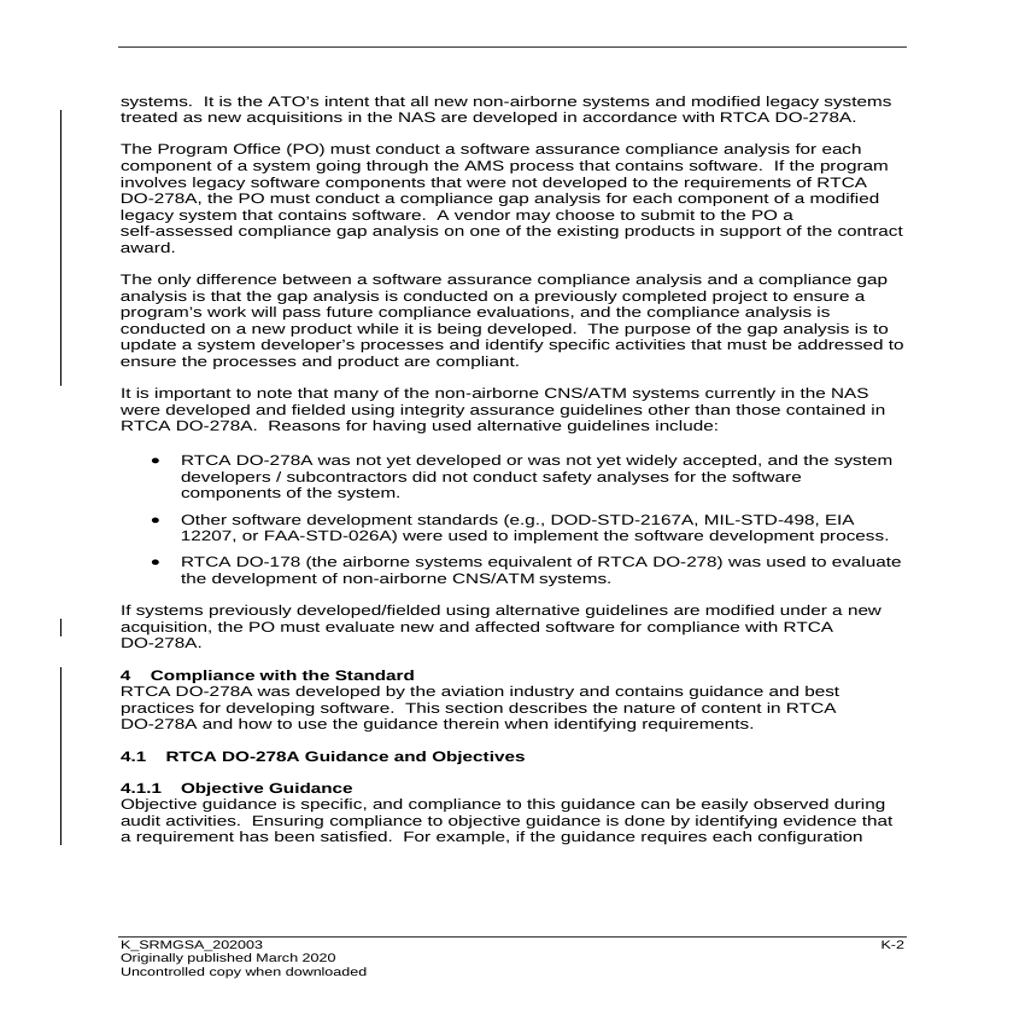 systems.  It is the ATO's intent that all new non-airborne systems and modified legacy systems
treated as new acquisitions in the NAS are developed in accordance with RTCA DO-278A.
The Program Office (PO) must conduct a software assurance compliance analysis for each
component of a system going through the AMS process that contains software.  If the program
involves legacy software components that were not developed to the requirements of RTCA
DO-278A, the PO must conduct a compliance gap analysis for each component of a modified
legacy system that contains software.  A vendor may choose to submit to the PO a
self-assessed compliance gap analysis on one of the existing products in support of the contract
award.
The only difference between a software assurance compliance analysis and a compliance gap
analysis is that the gap analysis is conducted on a previously completed project to ensure a
program's work will pass future compliance evaluations, and the compliance analysis is
conducted on a new product while it is being developed.  The purpose of the gap analysis is to
update a system developer's processes and identify specific activities that must be addressed to
ensure the processes and product are compliant.
It is important to note that many of the non-airborne CNS/ATM systems currently in the NAS
were developed and fielded using integrity assurance guidelines other than those contained in
RTCA DO-278A.  Reasons for having used alternative guidelines include:
• RTCA DO-278A was not yet developed or was not yet widely accepted, and the system
developers / subcontractors did not conduct safety analyses for the software
components of the system.
• Other software development standards (e.g., DOD-STD-2167A, MIL-STD-498, EIA
12207, or FAA-STD-026A) were used to implement the software development process.
• RTCA DO-178 (the airborne systems equivalent of RTCA DO-278) was used to evaluate
the development of non-airborne CNS/ATM systems.
If systems previously developed/fielded using alternative guidelines are modified under a new
acquisition, the PO must evaluate new and affected software for compliance with RTCA
DO-278A.
4    Compliance with the Standard
RTCA DO-278A was developed by the aviation industry and contains guidance and best
practices for developing software.  This section describes the nature of content in RTCA
DO-278A and how to use the guidance therein when identifying requirements.
4.1    RTCA DO-278A Guidance and Objectives
4.1.1    Objective Guidance
Objective guidance is specific, and compliance to this guidance can be easily observed during
audit activities.  Ensuring compliance to objective guidance is done by identifying evidence that
a requirement has been satisfied.  For example, if the guidance requires each configuration
K_SRMGSA_202003 K-2
Originally published March 2020
Uncontrolled copy when downloaded